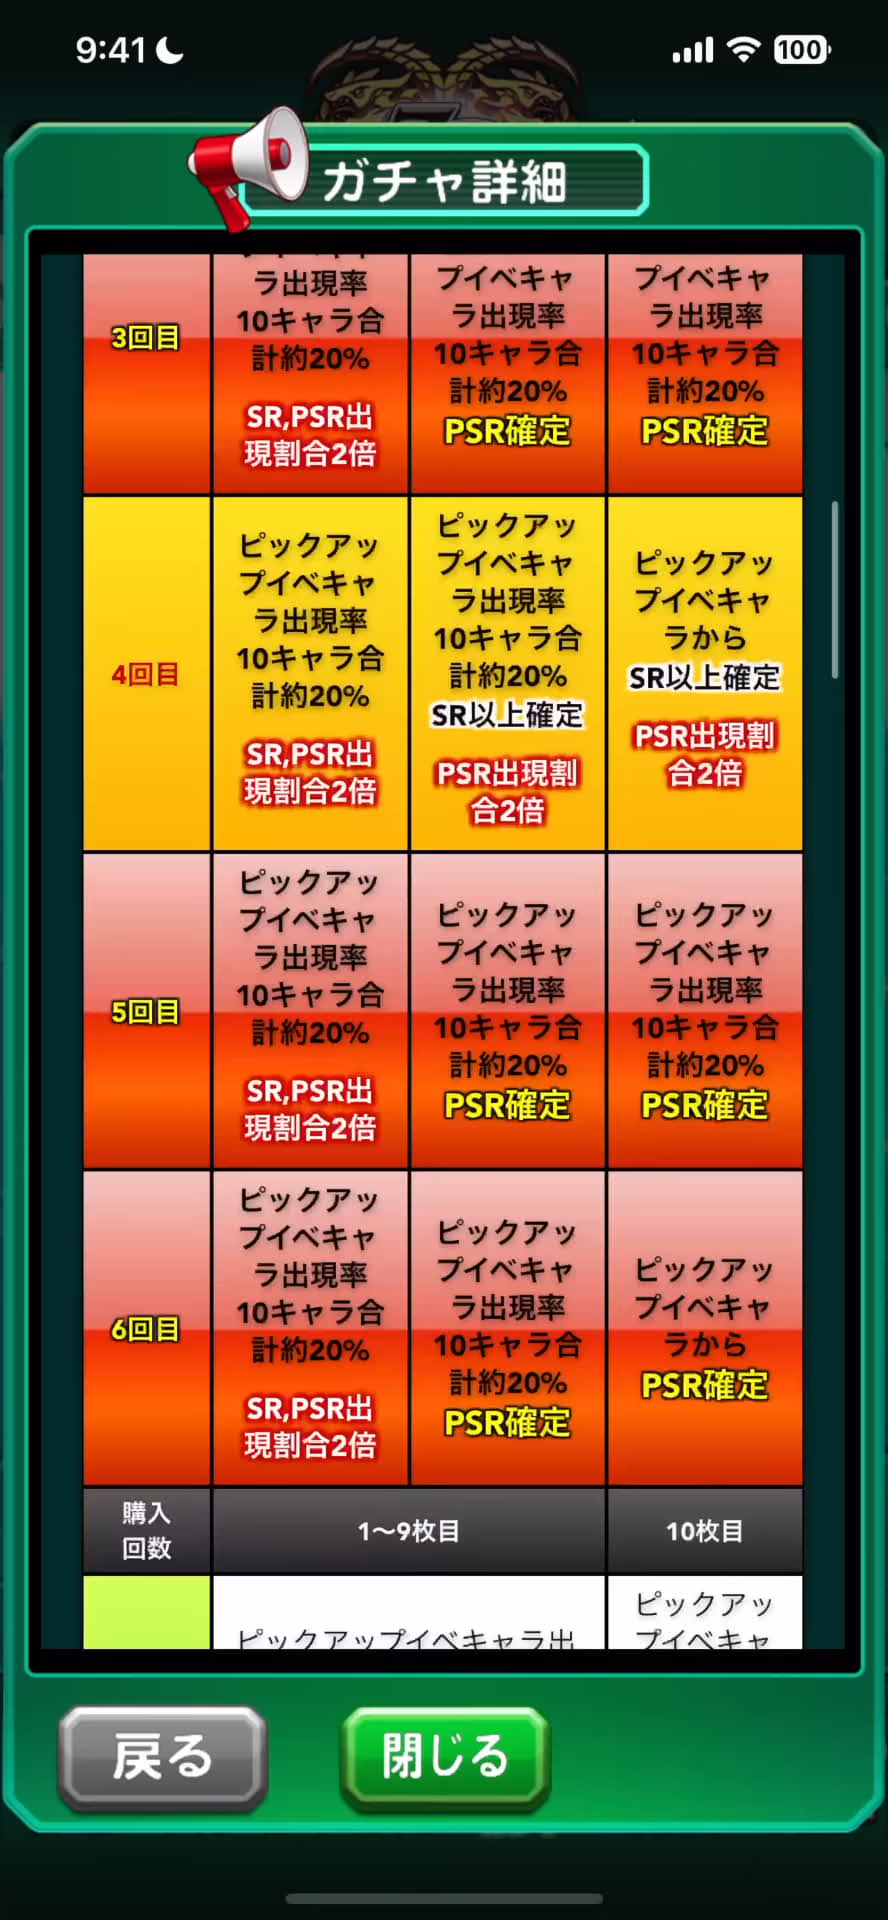 9:41
100
ガチャ詳細
3回目
ラ出現率
10キャラ合
計約20%
SR,PSR出
現割合2倍
プイベキャ
ラ出現率
10キャラ合
計約20%
PSR確定
プイベキャ
ラ出現率
10キャラ合
計約20%
PSR確定
4回目
ピックアッ
プイベキャ
ラ出現率
10キャラ合
計約20%
SR,PSR出
現割合2倍
ピックアッ
プイベキャ
ラ出現率
10キャラ合
計約20%
SR以上確定
PSR出現割
合2倍
ピックアッ
プイベキャ
ラから
SR以上確定
PSR出現割
合2倍
5回目
ピックアッ
プイベキャ
ラ出現率
10キャラ合
計約20%
SR,PSR出
現割合2倍
ピックアッ
プイベキャ
ラ出現率
10キャラ合
計約20%
PSR確定
ピックアッ
プイベキャ
ラ出現率
10キャラ合
計約20%
PSR確定
6回目
ピックアッ
プイベキャ
ラ出現率
10キャラ合
計約20%
SR,PSR出
現割合2倍
ピックアッ
プイベキャ
ラ出現率
10キャラ合
計約20%
PSR確定
ピックアッ
プイベキャ
ラから
PSR確定
購入
回数
1〜9枚目
10枚目
ピックアップイベキャラ出
ピックアッ
プイベキャ
戻る
閉じる